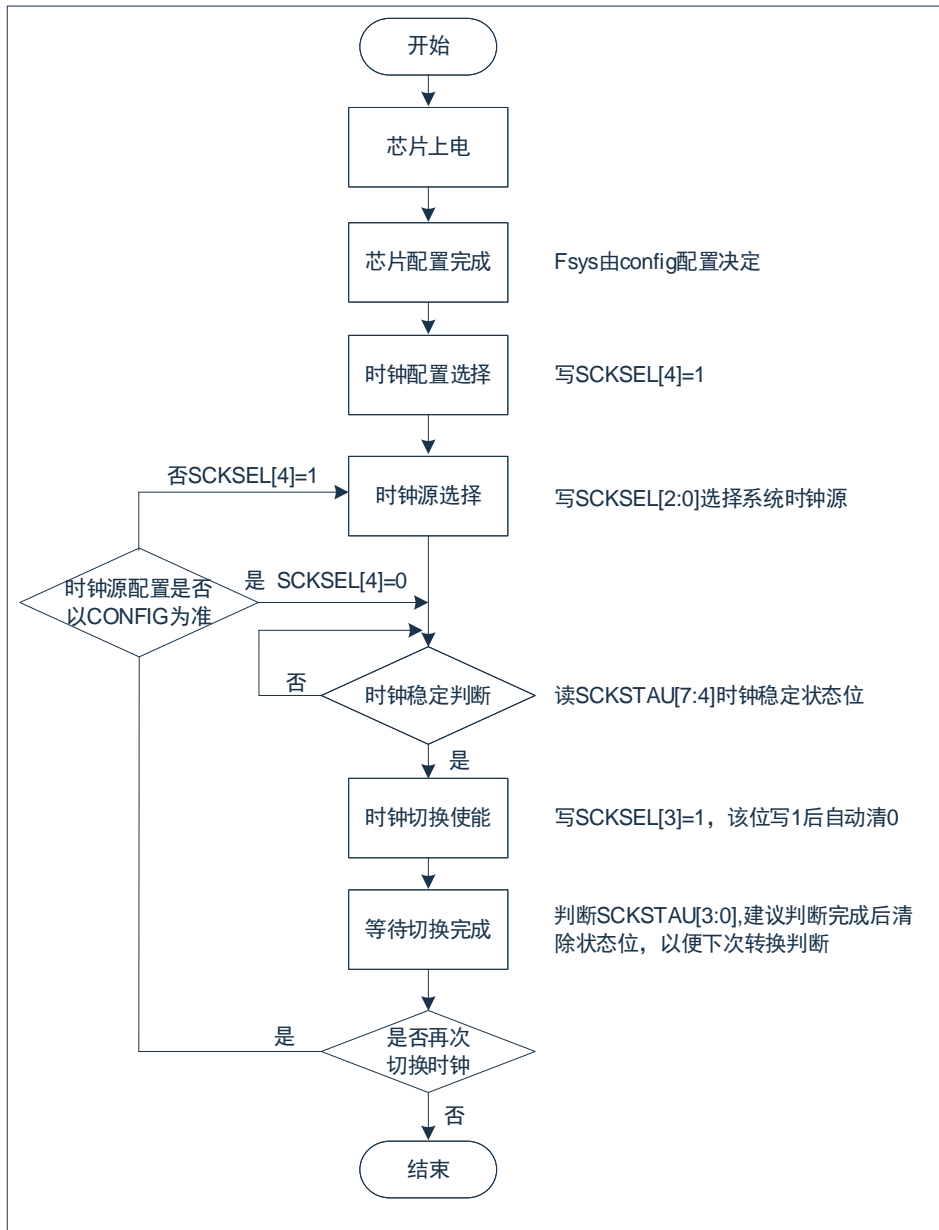 开始
芯片上电
芯片配置完成
Fsys由config配置决定
时钟配置选择
写SCKSEL[4]=1
否SCKSEL[4]=1
时钟源选择
写SCKSEL[2:0]选择系统时钟源
时钟源配置是否
以CONFIG为准
是 SCKSEL[4]=0
否
时钟稳定判断
读SCKSTAU[7:4]时钟稳定状态位
是
时钟切换使能
写SCKSEL[3]=1，该位写1后自动清0
等待切换完成
判断SCKSTAU[3:0],建议判断完成后清
除状态位，以便下次转换判断
是
是否再次
切换时钟
否
结束